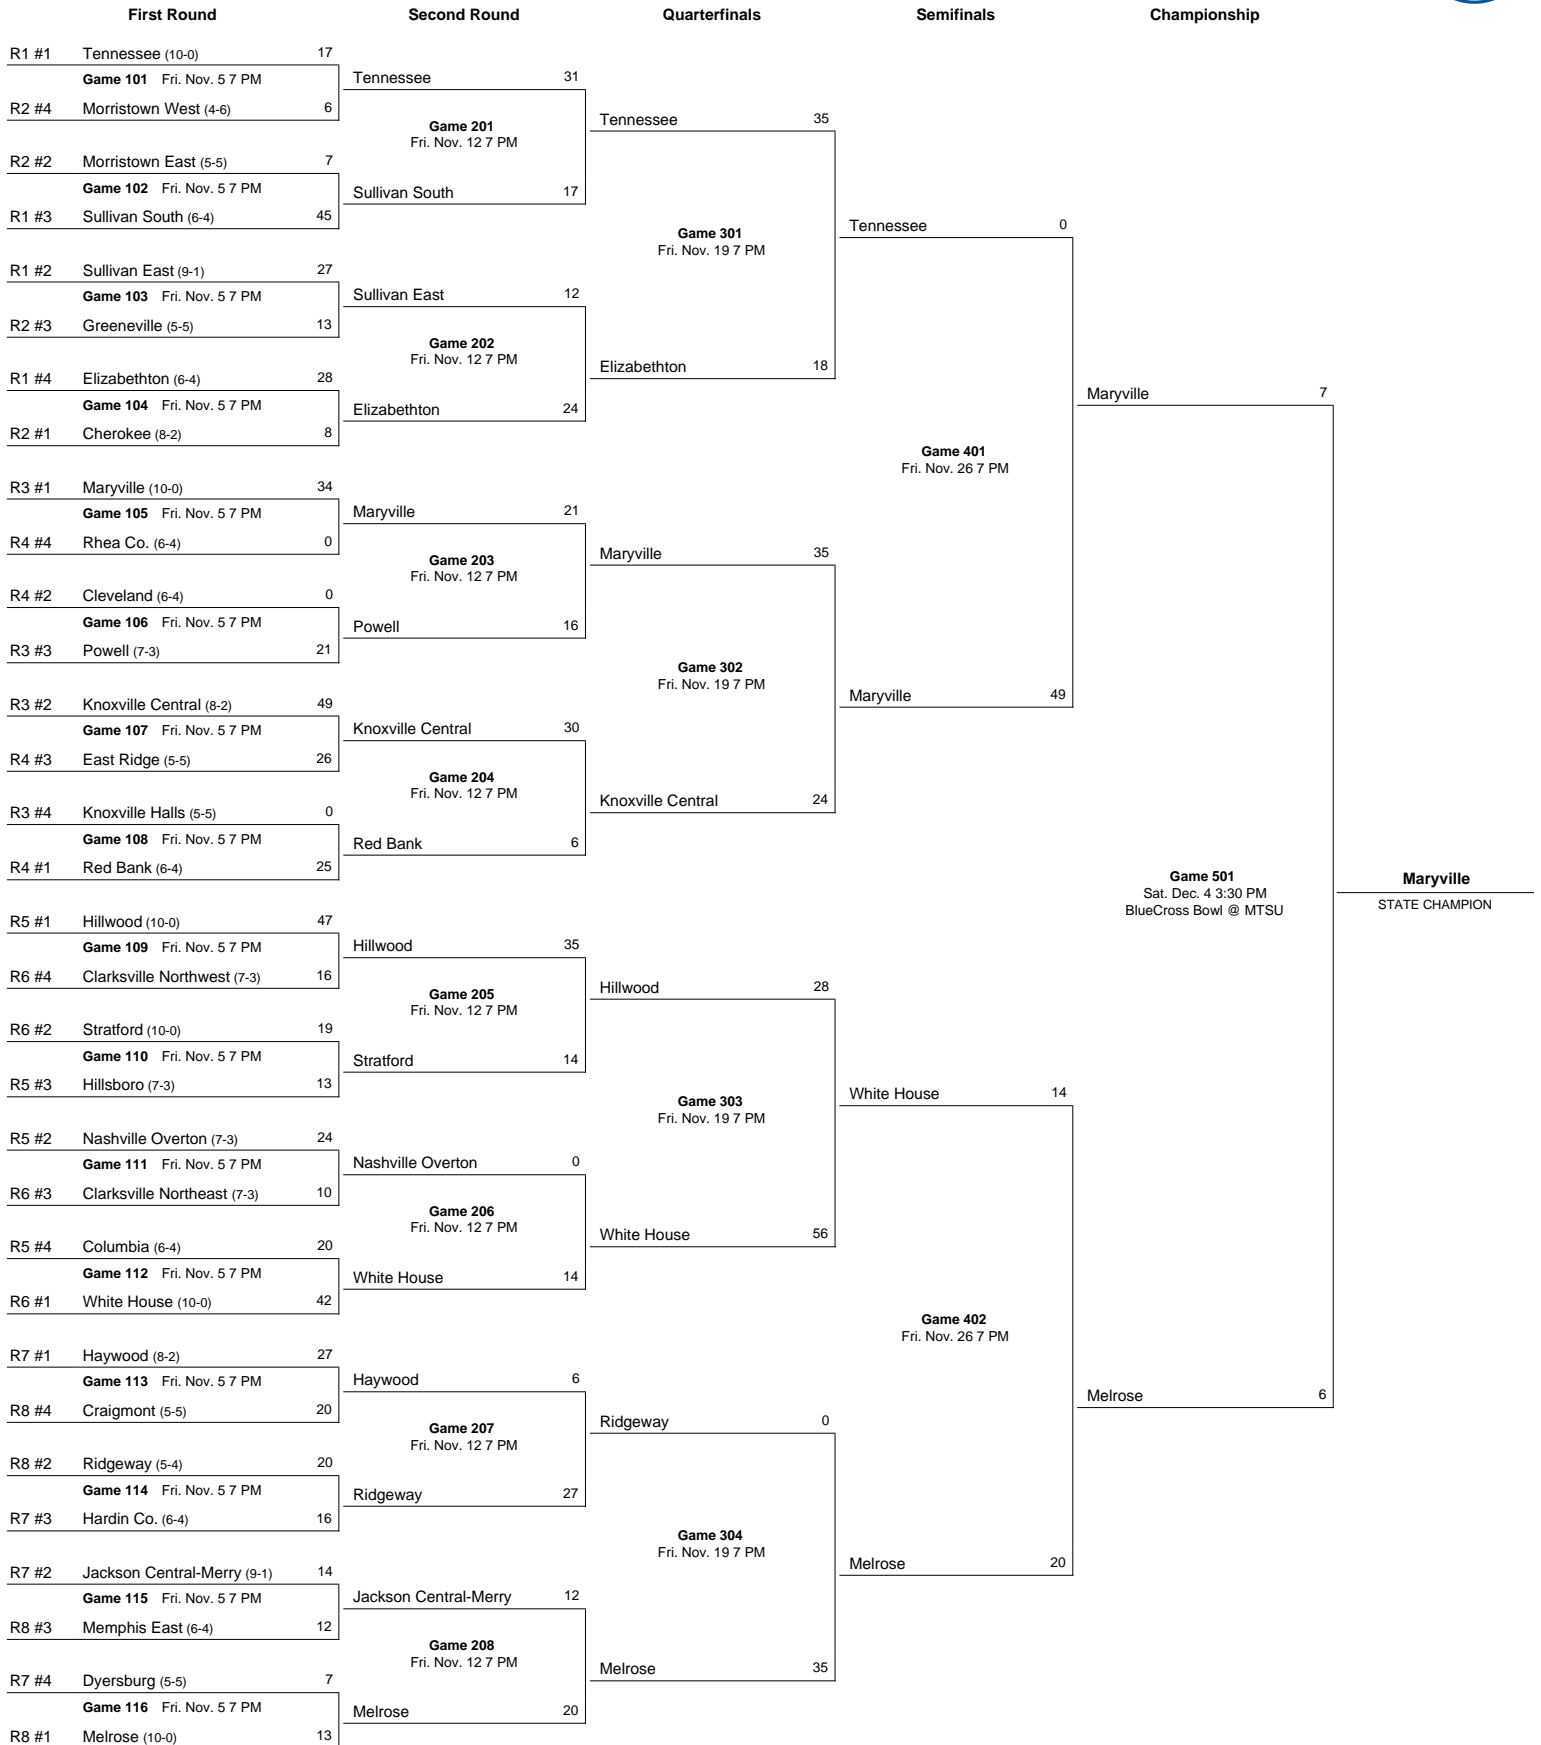 First Round Second Round Quarterfinals Semifinals Championship
R1 #1 Tennessee (10-0) 17
Game 101 Fri. Nov. 5 7 PM
R2 #4 Morristown West (4-6) 6
R2 #2 Morristown East (5-5) 7
Game 102 Fri. Nov. 5 7 PM
R1 #3 Sullivan South (6-4) 45
R1 #2 Sullivan East (9-1) 27
Game 103 Fri. Nov. 5 7 PM
R2 #3 Greeneville (5-5) 13
R1 #4 Elizabethton (6-4) 28
Game 104 Fri. Nov. 5 7 PM
R2 #1 Cherokee (8-2) 8
R3 #1 Maryville (10-0) 34
Game 105 Fri. Nov. 5 7 PM
R4 #4 Rhea Co. (6-4) 0
R4 #2 Cleveland (6-4) 0
Game 106 Fri. Nov. 5 7 PM
R3 #3 Powell (7-3) 21
R3 #2 Knoxville Central (8-2) 49
Game 107 Fri. Nov. 5 7 PM
R4 #3 East Ridge (5-5) 26
R3 #4 Knoxville Halls (5-5) 0
Game 108 Fri. Nov. 5 7 PM
R4 #1 Red Bank (6-4) 25
R5 #1 Hillwood (10-0) 47
Game 109 Fri. Nov. 5 7 PM
R6 #4 Clarksville Northwest (7-3) 16
R6 #2 Stratford (10-0) 19
Game 110 Fri. Nov. 5 7 PM
R5 #3 Hillsboro (7-3) 13
R5 #2 Nashville Overton (7-3) 24
Game 111 Fri. Nov. 5 7 PM
R6 #3 Clarksville Northeast (7-3) 10
R5 #4 Columbia (6-4) 20
Game 112 Fri. Nov. 5 7 PM
R6 #1 White House (10-0) 42
R7 #1 Haywood (8-2) 27
Game 113 Fri. Nov. 5 7 PM
R8 #4 Craigmont (5-5) 20
R8 #2 Ridgeway (5-4) 20
Game 114 Fri. Nov. 5 7 PM
R7 #3 Hardin Co. (6-4) 16
R7 #2 Jackson Central-Merry (9-1) 14
Game 115 Fri. Nov. 5 7 PM
R8 #3 Memphis East (6-4) 12
R7 #4 Dyersburg (5-5) 7
Game 116 Fri. Nov. 5 7 PM
R8 #1 Melrose (10-0) 13
Tennessee 31
Game 201
Fri. Nov. 12 7 PM
Sullivan South 17
Sullivan East 12
Game 202
Fri. Nov. 12 7 PM
Elizabethton 24
Maryville 21
Game 203
Fri. Nov. 12 7 PM
Powell 16
Knoxville Central 30
Game 204
Fri. Nov. 12 7 PM
Red Bank 6
Hillwood 35
Game 205
Fri. Nov. 12 7 PM
Stratford 14
Nashville Overton 0
Game 206
Fri. Nov. 12 7 PM
White House 14
Haywood 6
Game 207
Fri. Nov. 12 7 PM
Ridgeway 27
Jackson Central-Merry 12
Game 208
Fri. Nov. 12 7 PM
Melrose 20
Tennessee 35
Game 301
Fri. Nov. 19 7 PM
Elizabethton 18
Maryville 35
Game 302
Fri. Nov. 19 7 PM
Knoxville Central 24
Hillwood 28
Game 303
Fri. Nov. 19 7 PM
White House 56
Ridgeway 0
Game 304
Fri. Nov. 19 7 PM
Melrose 35
Tennessee 0
Game 401
Fri. Nov. 26 7 PM
Maryville 49
White House 14
Game 402
Fri. Nov. 26 7 PM
Melrose 20
Maryville 7
Game 501
Sat. Dec. 4 3:30 PM
BlueCross Bowl @ MTSU
Melrose 6
Maryville
STATE CHAMPION